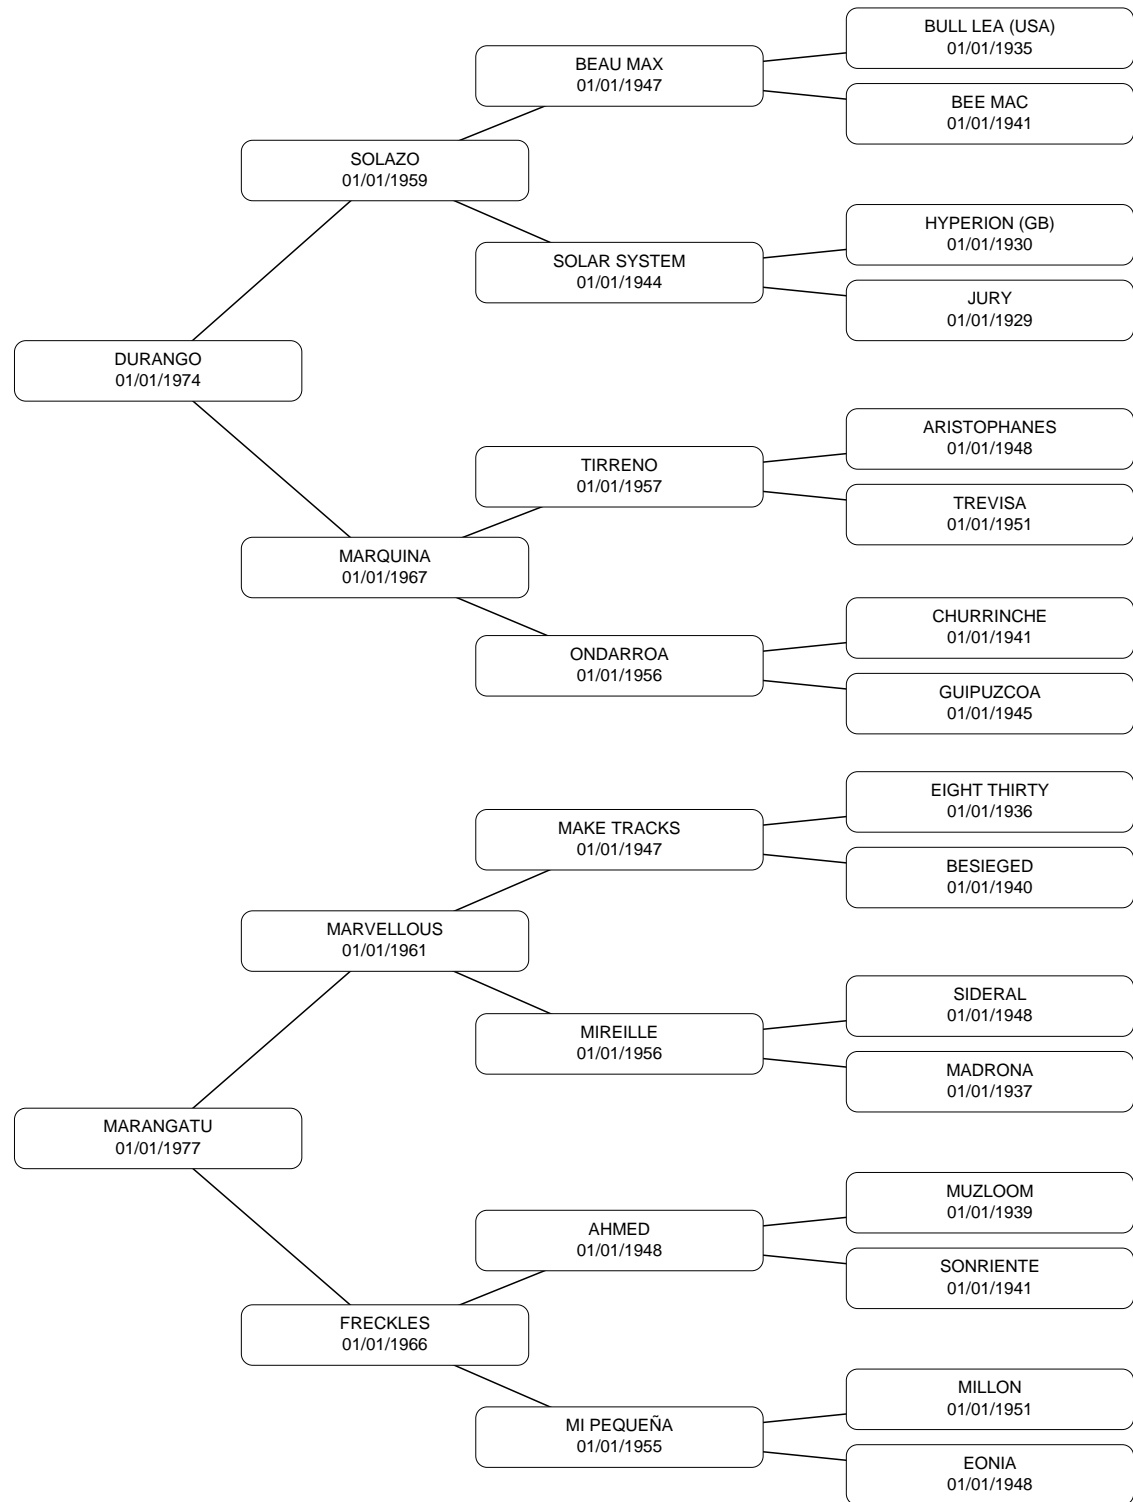 BULL LEA (USA)
01/01/1935
BEAU MAX
01/01/1947
BEE MAC
01/01/1941
SOLAZO
01/01/1959
HYPERION (GB)
01/01/1930
SOLAR SYSTEM
01/01/1944
JURY
01/01/1929
DURANGO
01/01/1974
ARISTOPHANES
01/01/1948
TIRRENO
01/01/1957
TREVISA
01/01/1951
MARQUINA
01/01/1967
CHURRINCHE
01/01/1941
ONDARROA
01/01/1956
GUIPUZCOA
01/01/1945
EIGHT THIRTY
01/01/1936
MAKE TRACKS
01/01/1947
BESIEGED
01/01/1940
MARVELLOUS
01/01/1961
SIDERAL
01/01/1948
MIREILLE
01/01/1956
MADRONA
01/01/1937
MARANGATU
01/01/1977
MUZLOOM
01/01/1939
AHMED
01/01/1948
SONRIENTE
01/01/1941
FRECKLES
01/01/1966
MILLON
01/01/1951
MI PEQUEÑA
01/01/1955
EONIA
01/01/1948